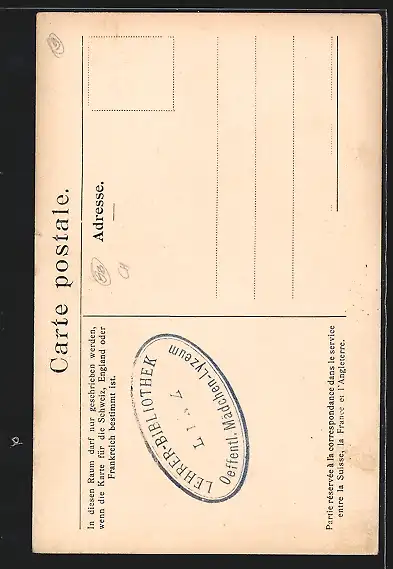 Carte postale.
In diesen Raum darf nur geschrieben werden,
wenn die Karte für die Schweiz, England oder
Frankreich bestimmt ist.
Adresse.
LEHRER-BIBLIOTHEK
Oeffentl. Mädchen-Lyzeum
Partie réservée à la correspondance dans le service
entre la Suisse, la France et l'Angleterre.